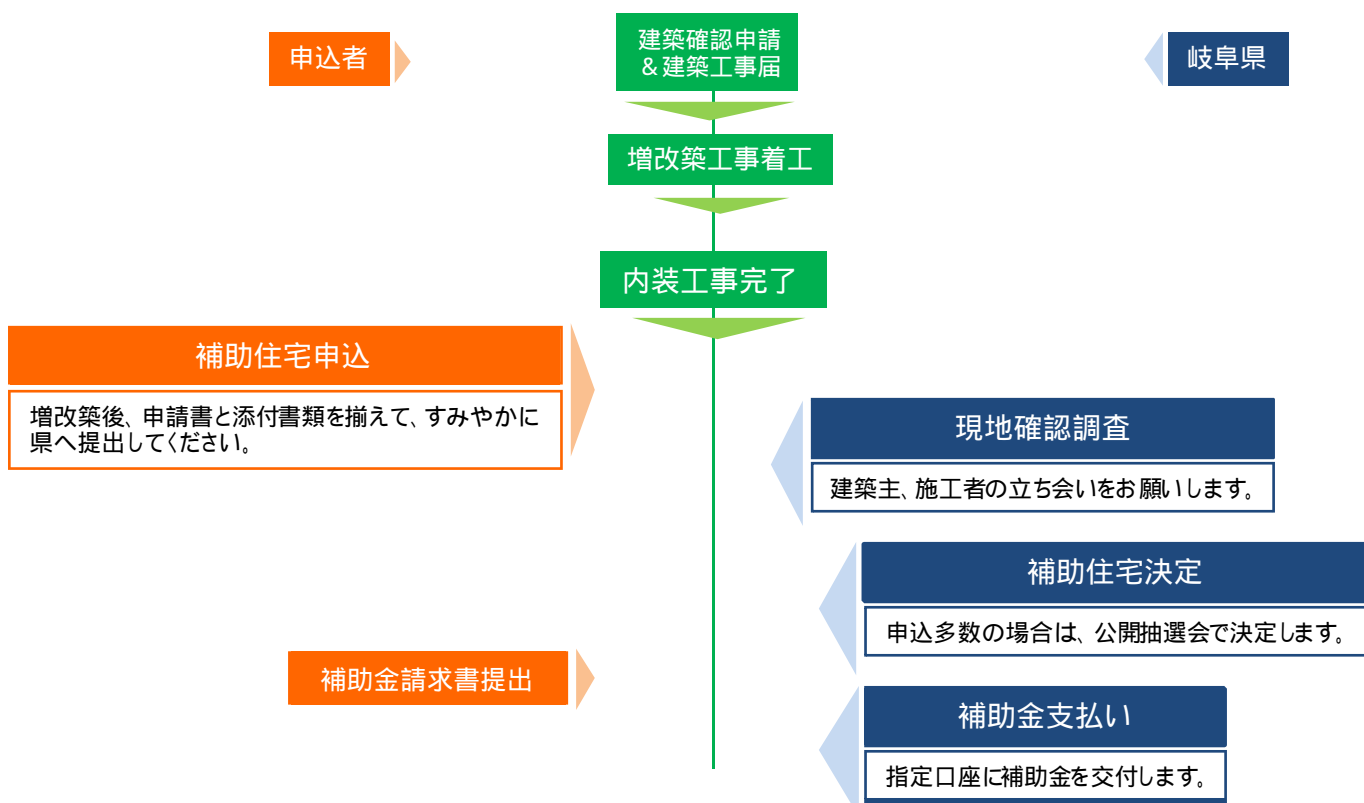 申込者
建築確認申請
&建築工事届
岐阜県
増改築工事着工
内装工事完了
補助住宅申込
増改築後、申請書と添付書類を揃えて、すみやかに
県へ提出してください。
現地確認調査
建築主、施工者の立ち会いをお願いします。
補助住宅決定
申込多数の場合は、公開抽選会で決定します。
補助金請求書提出
補助金支払い
指定口座に補助金を交付します。